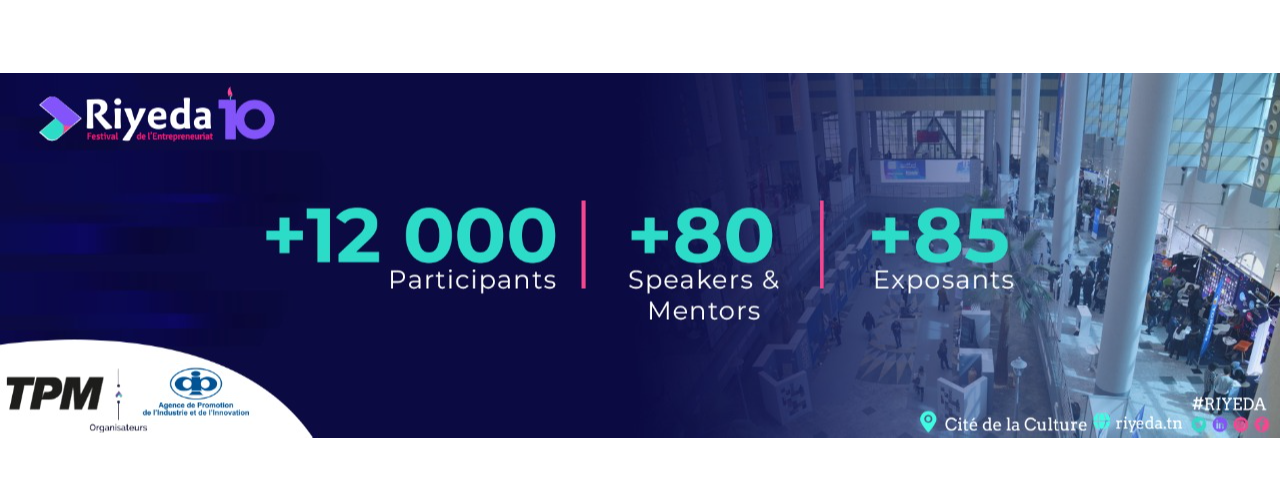 Riyeda 10
Festival de l'Entrepreneuriat
+12 000
Participants
+80
Speakers &
Mentors
+85
Exposants
TPM
Agence de Promotion
de l'Industrie et de l'Innovation
Organisateurs
#RIYEDA
Cité de la Culture
riyeda.tn